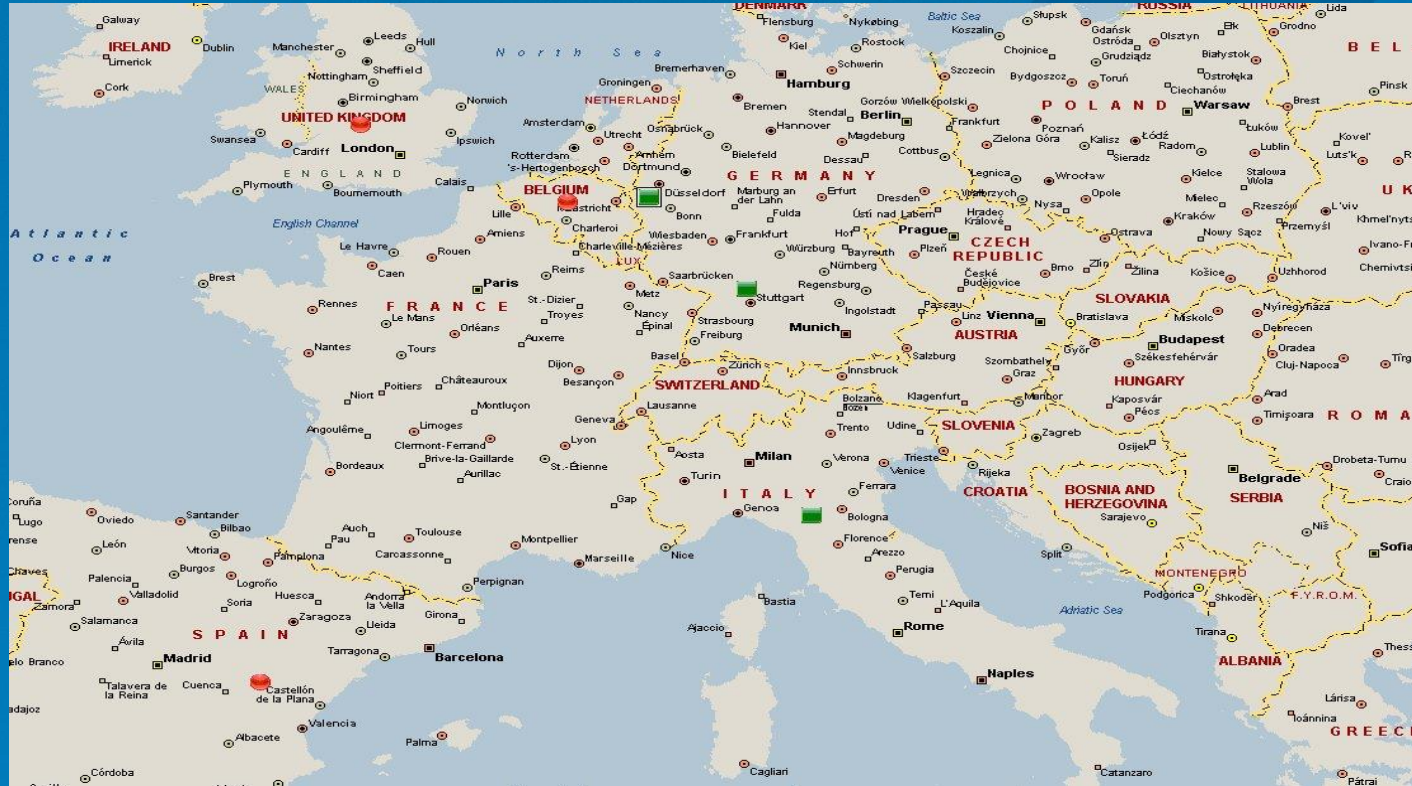 DENMARK
RUSSIA
LITHUANIA
Galway
IRELAND
Limerick
Cork
Dublin
Manchester
Leeds
Hull
Sheffield
Nottingham
WALES
Birmingham
Norwich
UNITED KINGDOM
Swansea
Cardiff
London
Ipswich
ENGLAND
Plymouth
Bournemouth
English Channel
Calais
North Sea
Atlantic
Ocean
Baltic Sea
Flensburg
Nykøbing
Kiel
Rostock
Schwerin
Bremerhaven
Hamburg
Groningen
NETHERLANDS
Bremen
Amsterdam
Utrecht
Osnabrück
Hannover
Stendal
Berlin
Magdeburg
Rotterdam
Arnhem
's-Hertogenbosch
Dortmund
Bielefeld
Dessau
Cottbus
Frankfurt
GERMANY
BELGIUM
Maastricht
Düsseldorf
Bonn
Marburg an
der Lahn
Erfurt
Dresden
Fulda
Lille
Charleroi
Charleville-Mézières
LUX
Wiesbaden
Frankfurt
Würzburg
Hof
Bayreuth
Nürnberg
Regensburg
Ingolstadt
Saarbrücken
Stuttgart
Munich
Passau
Koszalin
Słupsk
Gdańsk
Ostróda
Olsztyn
Ełk
Grodno
Lida
Chojnice
Grudziądz
Białystok
Szczecin
Bydgoszcz
Toruń
Ostrołęka
Ciechanów
BEL
Pinsk
Gorzów Wielkopolski
POLAND
Warsaw
Brest
Poznań
Zielona Góra
Kalisz
Łódź
Sieradz
Radom
Łuków
Lublin
Kovel'
Luts'k
Legnica
Wrocław
Wałbrzych
Nysa
Opole
Kielce
Stalowa
Wola
Mielec
Rzeszów
UK
L'viv
Kraków
Nowy Sącz
Przemyśl
Khmel'nyts
Ivano-Fr
Chernivtsi
Ústí nad Labem
Hradec
Králové
Prague
Plzeň
CZECH
REPUBLIC
Ostrava
České
Budějovice
Brno
Zlín
Žilina
Košice
Uzhhorod
SLOVAKIA
Bratislava
Miskolc
Nyíregyháza
Debrecen
Linz
Vienna
AUSTRIA
Salzburg
Innsbruck
Szombathely
Graz
Klagenfurt
Maribor
Győr
Budapest
Székesfehérvár
HUNGARY
Kaposvár
Pécs
Oradea
Cluj-Napoca
Tîrg
Arad
Timişoara
ROMA
Drobeta-Turnu
Craio
Le Havre
Amiens
Rouen
Caen
Brest
Reims
Paris
Rennes
FRANCE
Le Mans
Orléans
St.-Dizier
Troyes
Metz
Nancy
Épinal
Strasbourg
Freiburg
Auxerre
Nantes
Tours
Dijon
Besançon
Basel
Zürich
SWITZERLAND
Lausanne
Geneva
Poitiers
Châteauroux
Niort
Montluçon
Angoulême
Limoges
Clermont-Ferrand
Lyon
Brive-la-Gaillarde
St.-Étienne
Bordeaux
Aurillac
Gap
Auch
Pau
Toulouse
Carcassonne
Montpellier
Marseille
Nice
Perpignan
Bolzano
Bozen
Trento
Udine
SLOVENIA
Zagreb
Osijek
Aosta
Milan
Verona
Trieste
Venice
Rijeka
Turin
Ferrara
ITALY
Genoa
Bologna
Florence
Arezzo
Perugia
Terni
L'Aquila
Rome
Naples
Catanzaro
Bastia
Ajaccio
Cagliari
CROATIA
BOSNIA AND
HERZEGOVINA
Sarajevo
Split
Belgrade
SERBIA
Niš
Sofia
MONTENEGRO
Podgorica
Shkodër
F.Y.R.O.M.
Tirana
ALBANIA
Adriatic Sea
Thess
Lárisa
Ioánnina
GREECE
Pátrai
Coruña
Lugo
rense
Oviedo
Santander
Bilbao
León
Vitoria
Pamplona
Chaves
Burgos
Logroño
Palencia
Huesca
Andorra
la Vella
GAL
Zamora
Valladolid
Soria
Girona
Salamanca
Zaragoza
Lleida
SPAIN
Ávila
Tarragona
Barcelona
elo Branco
Madrid
Talavera de
la Reina
Cuenca
Castellón
de la Plana
adajoz
Valencia
Albacete
Palma
Córdoba